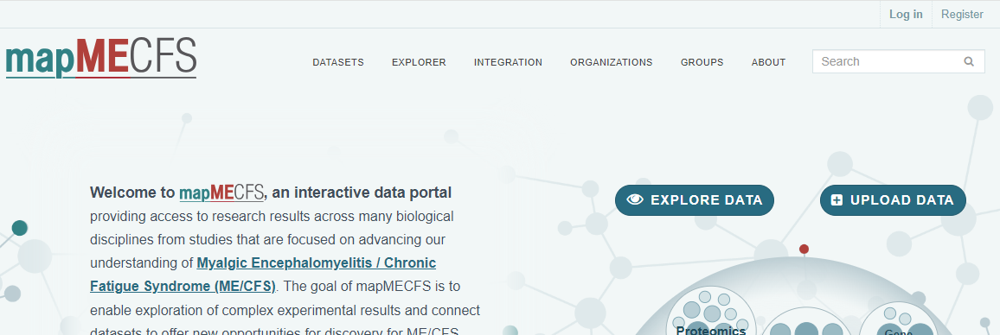 Log in Register
mapMECFS
DATASETS EXPLORER INTEGRATION ORGANIZATIONS GROUPS ABOUT Search
Welcome to mapMECFS, an interactive data portal
providing access to research results across many biological
disciplines from studies that are focused on advancing our
understanding of Myalgic Encephalomyelitis / Chronic
Fatigue Syndrome (ME/CFS). The goal of mapMECFS is to
enable exploration of complex experimental results and connect
datasets to offer new opportunities for discovery for ME/CFS
EXPLORE DATA UPLOAD DATA
Proteomics
Gene